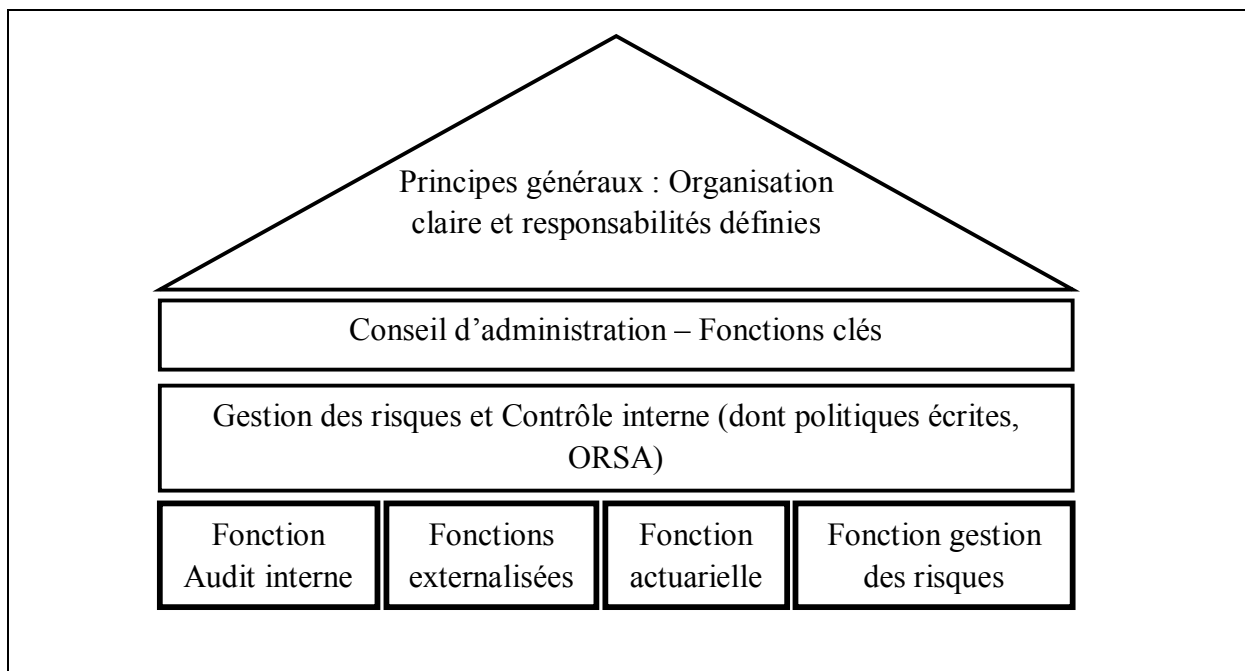 Principes généraux : Organisation
claire et responsabilités définies
Conseil d’administration – Fonctions clés
Gestion des risques et Contrôle interne (dont politiques écrites,
ORSA)
Fonction
Audit interne
Fonctions
externalisées
Fonction
actuarielle
Fonction gestion
des risques